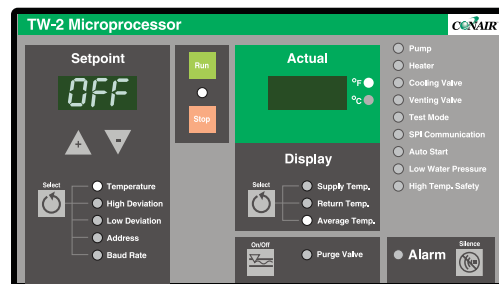 TW-2 Microprocessor
CONAIR
Setpoint
OFF
+
-
Select
Temperature
High Deviation
Low Deviation
Address
Baud Rate
Run
Stop
Actual
°F
°C
Display
Select
Supply Temp.
Return Temp.
Average Temp.
On/Off
Purge Valve
Pump
Heater
Cooling Valve
Venting Valve
Test Mode
SPI Communication
Auto Start
Low Water Pressure
High Temp. Safety
Alarm
Silence